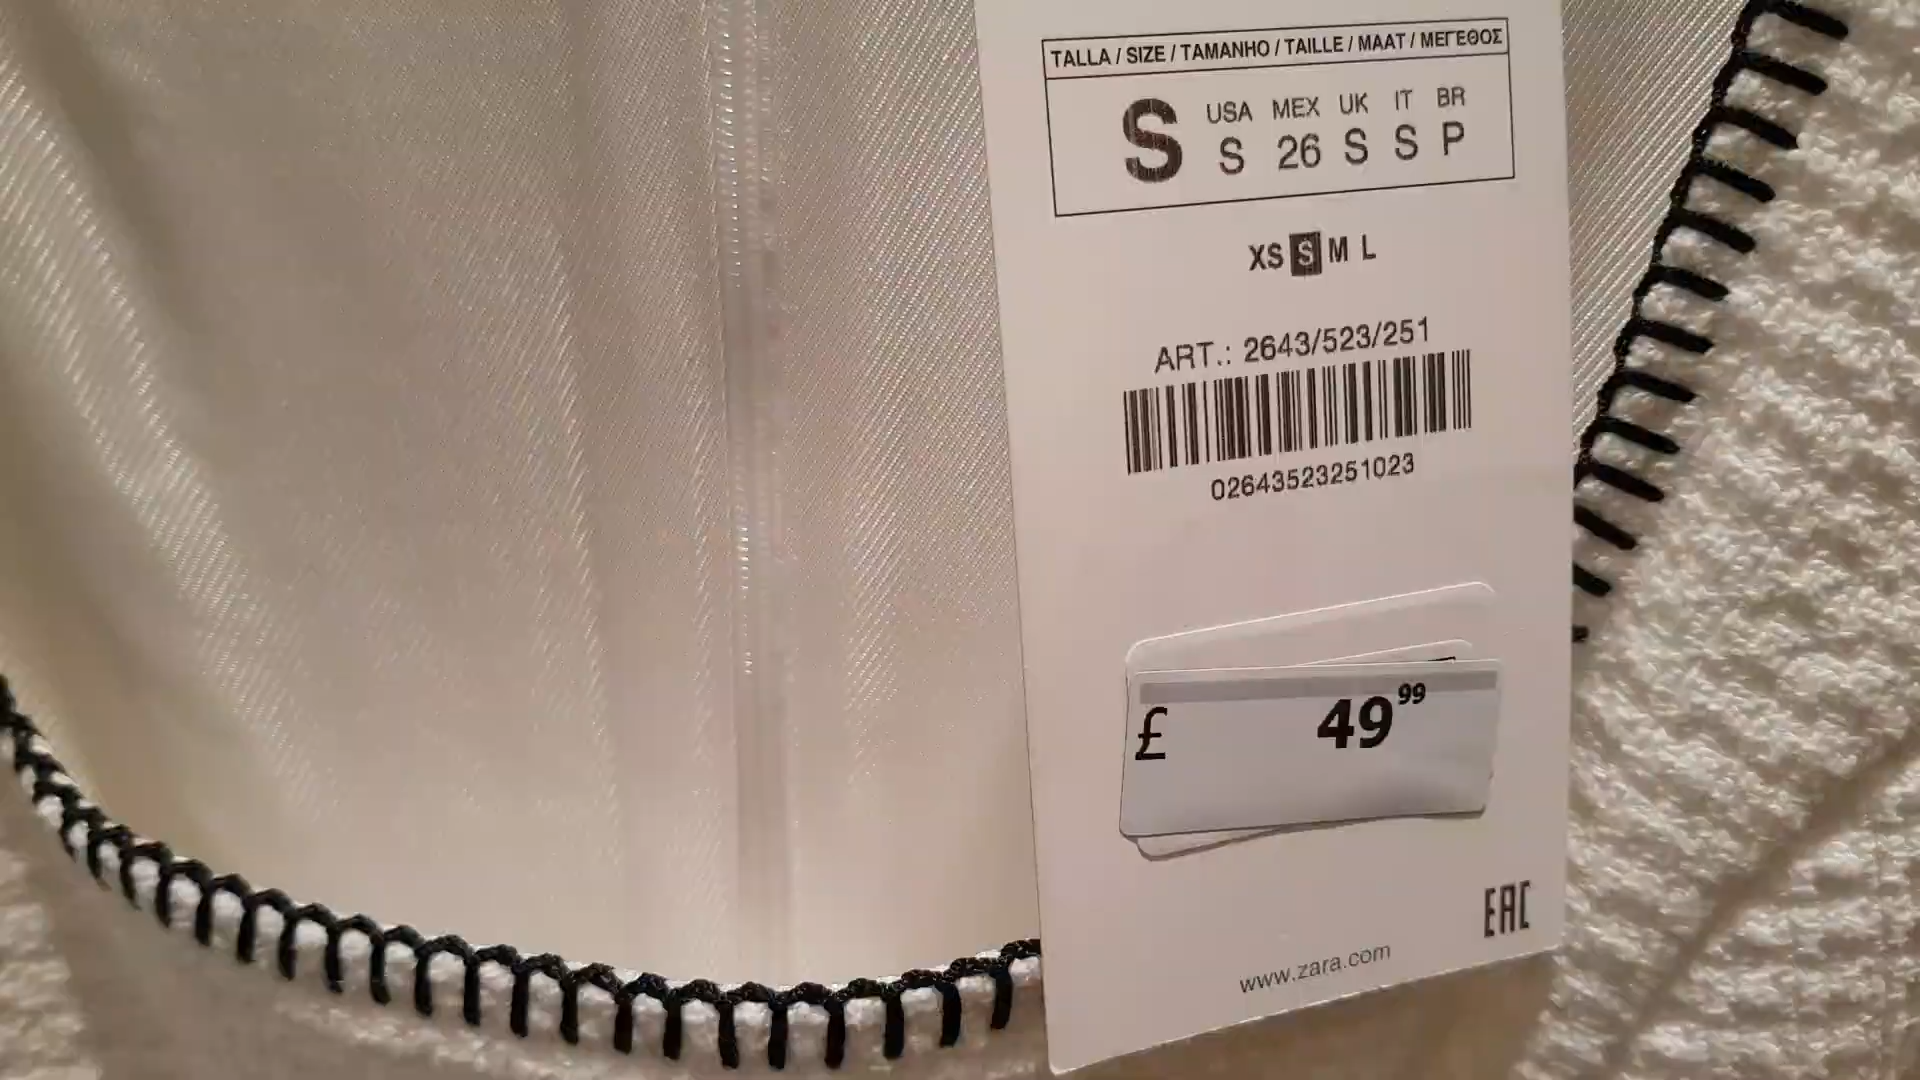 TALLA / SIZE / TAMANHO / TAILLE / MAAT / ΜΕΓΕΘΟΣ
USA MEX UK IT BR
S S 26 S S P
XS S M L
ART.: 2643/523/251
02643523251023
£ 49 99
EAC
www.zara.com